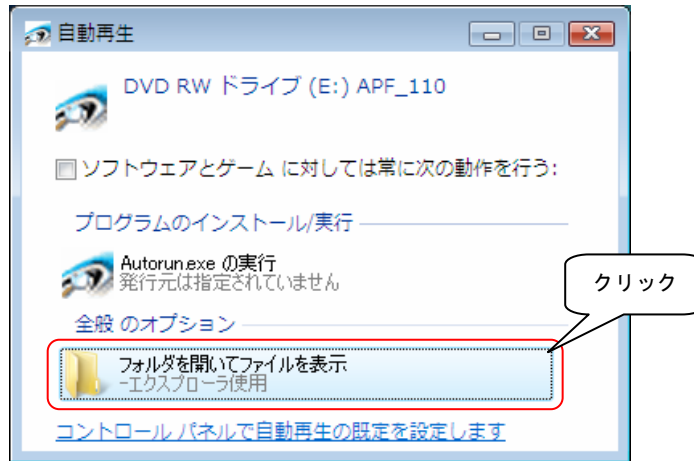 自動再生
DVD RW ドライブ (E:) APF_110
ソフトウェアとゲーム に対しては常に次の動作を行う:
プログラムのインストール/実行
Autorun.exe の実行
発行元は指定されていません
クリック
全般 のオプション
フォルダを開いてファイルを表示
-エクスプローラ使用
コントロール パネルで自動再生の既定を設定します